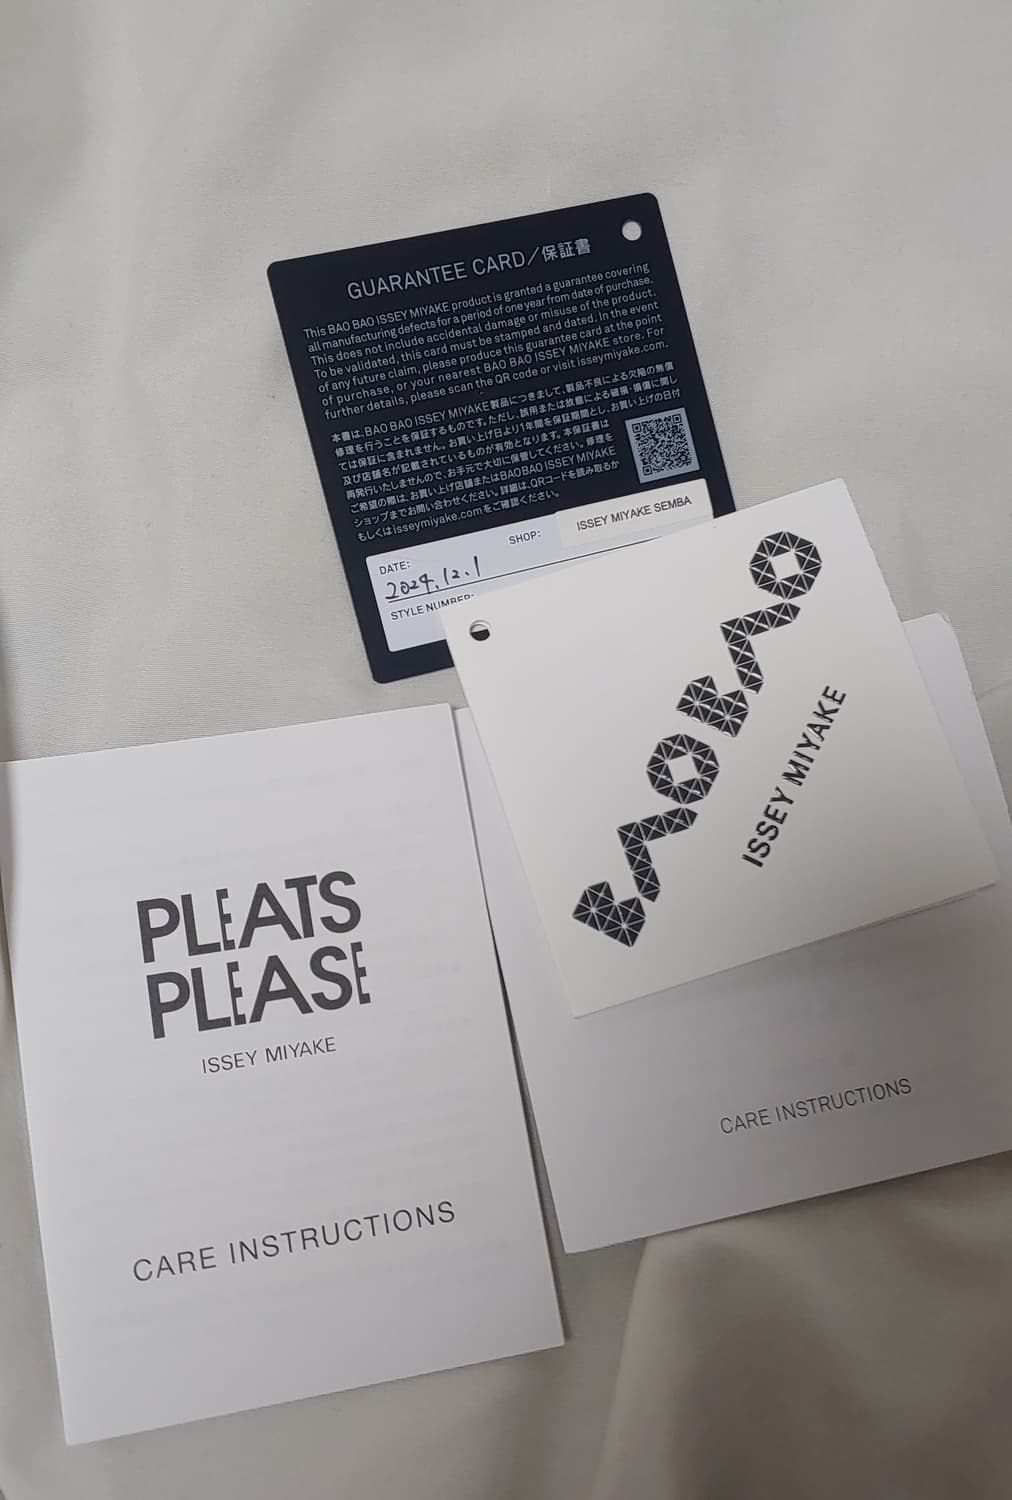 GUARANTEE CARD/保証書
This BAO BAO ISSEY MIYAKE product is granted a guarantee covering
all manufacturing defects for a period of one year from date of purchase.
This does not include accidental damage or misuse of the product.
To be validated, this card must be stamped and dated. In the event
of any future claim, please produce this guarantee card at the point
of purchase, or your nearest BAO BAO ISSEY MIYAKE store. For
further details, please scan the QR code or visit isseymiyake.com.
本書は、BAO BAO ISSEY MIYAKE製品につきまして、製品不良による欠陥の無償
修理を行うことを保証するものです。ただし、誤用または故意による破損・損傷に関し
ては保証に含まれません。お買い上げ日より1年間を保証期間とし、お買い上げの日付
及び店舗名が記載されているものが有効となります。本保証書は
再発行いたしませんので、お手元で大切に保管してください。修理を
ご希望の際は、お買い上げ店舗またはBAO BAO ISSEY MIYAKE
ショップまでお問い合わせください。詳細は、QRコードを読み取るか
もしくはisseymiyake.comをご確認ください。
DATE:
2024.12.1
SHOP:
ISSEY MIYAKE SEMBA
STYLE NUMBER:
BAO BAO
ISSEY MIYAKE
CARE INSTRUCTIONS
PLEATS
PLEASE
ISSEY MIYAKE
CARE INSTRUCTIONS